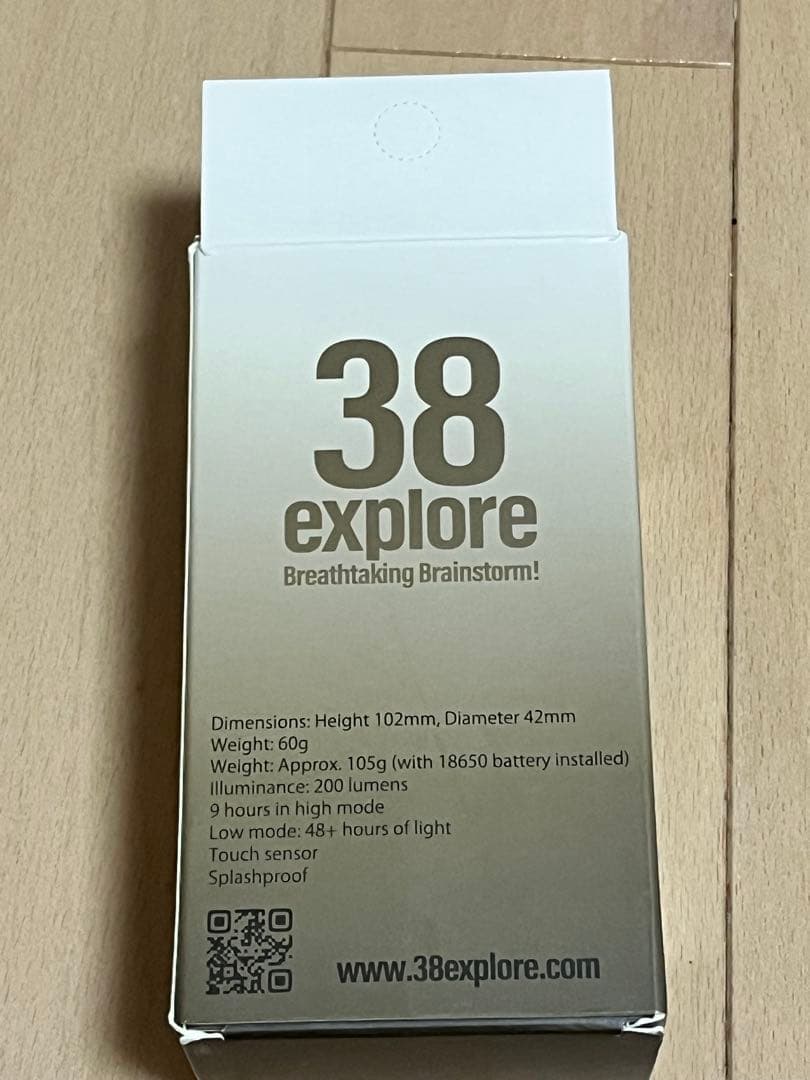 38
explore
Breathtaking Brainstorm!
Dimensions: Height 102mm, Diameter 42mm
Weight: 60g
Weight: Approx. 105g (with 18650 battery installed)
Illuminance: 200 lumens
9 hours in high mode
Low mode: 48+ hours of light
Touch sensor
Splashproof
www.38explore.com